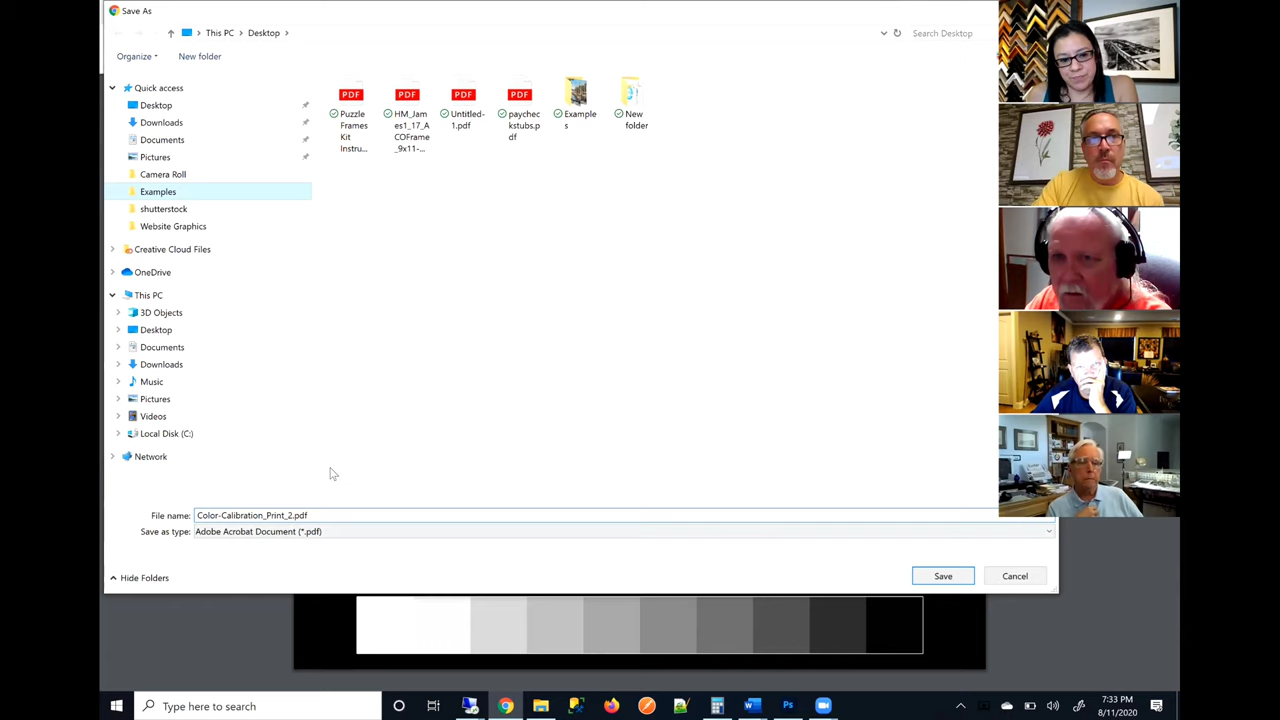 Save As
This PC
Desktop
Search Desktop
Organize
New folder
Quick access
Desktop
Downloads
Documents
Pictures
Camera Roll
Examples
shutterstock
Website Graphics
Creative Cloud Files
OneDrive
This PC
3D Objects
Desktop
Documents
Downloads
Music
Pictures
Videos
Local Disk (C:)
Network
PDF
Puzzle
Frames
Kit
Instru...
PDF
HM_Jam
es1_17_A
COFrame
_9x11-...
PDF
Untitled-
1.pdf
PDF
paychec
kstubs.p
df
Example
s
New
folder
File name: Color-Calibration_Print_2.pdf
Save as type: Adobe Acrobat Document (*.pdf)
Hide Folders
Save
Cancel
Type here to search
7:33 PM
8/11/2020